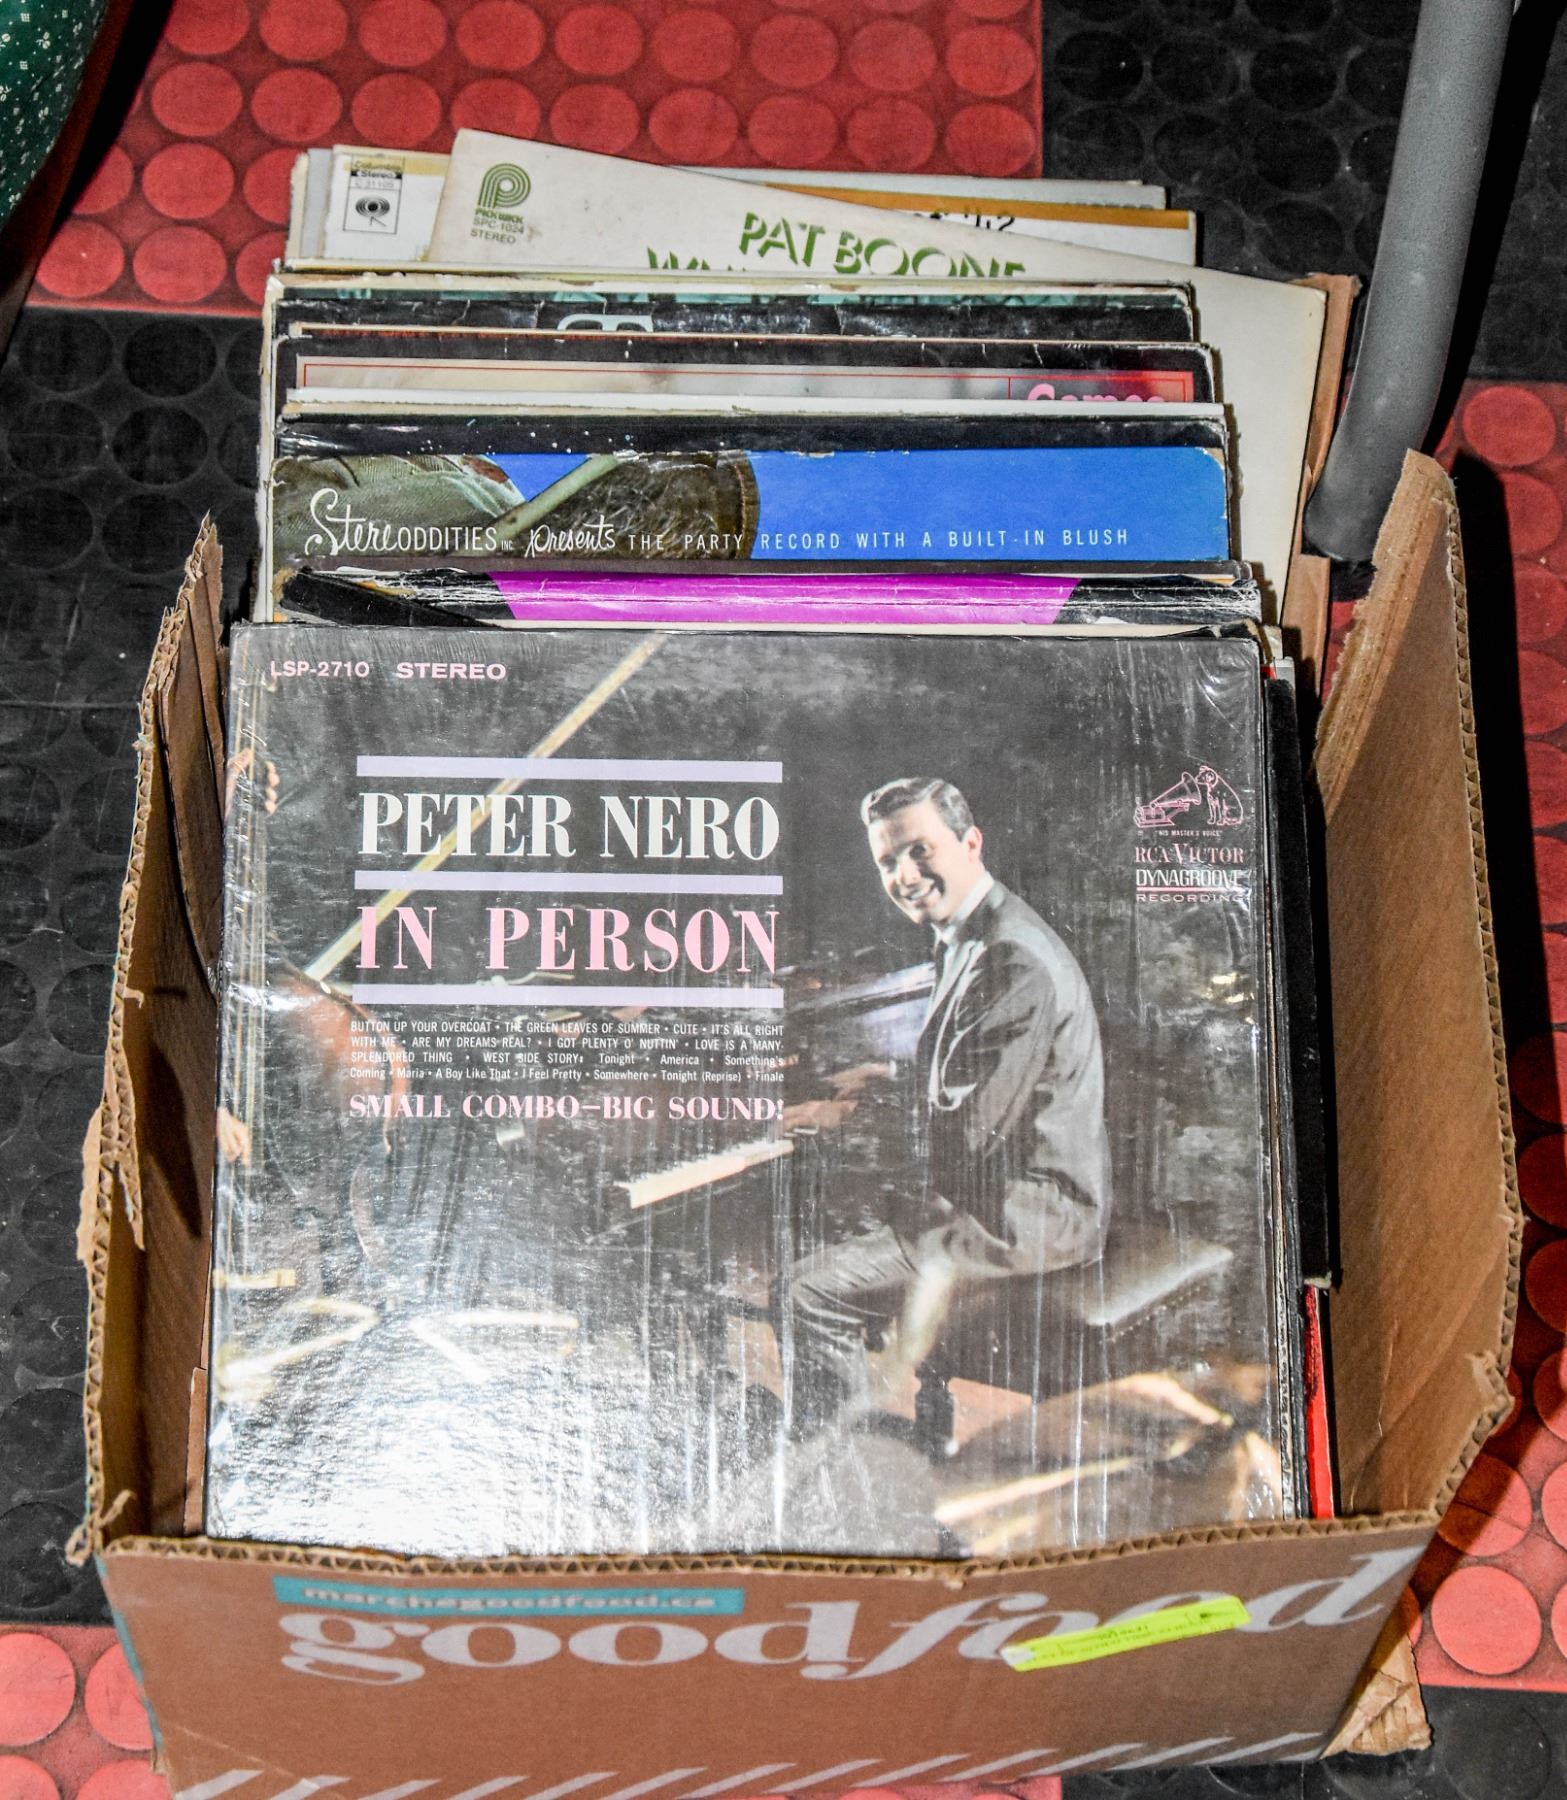 Columbia
Stereo
C 31105
PICKWICK
SPC-1024
STEREO
PAT BOONE
StereODDITIES INC. presents THE PARTY RECORD WITH A BUILT-IN BLUSH
LSP-2710 STEREO
PETER NERO
IN PERSON
"HIS MASTER'S VOICE"
RCA VICTOR
DYNAGROOVE
RECORDING
BUTTON UP YOUR OVERCOAT • THE GREEN LEAVES OF SUMMER • CUTE • IT'S ALL RIGHT
WITH ME • ARE MY DREAMS REAL? • I GOT PLENTY O' NUTTIN' • LOVE IS A MANY-
SPLENDORED THING • WEST SIDE STORY: Tonight • America • Something's
Coming • Maria • A Boy Like That • I Feel Pretty • Somewhere • Tonight (Reprise) • Finale
SMALL COMBO—BIG SOUND!
marchegoodfood.ca
goodfood